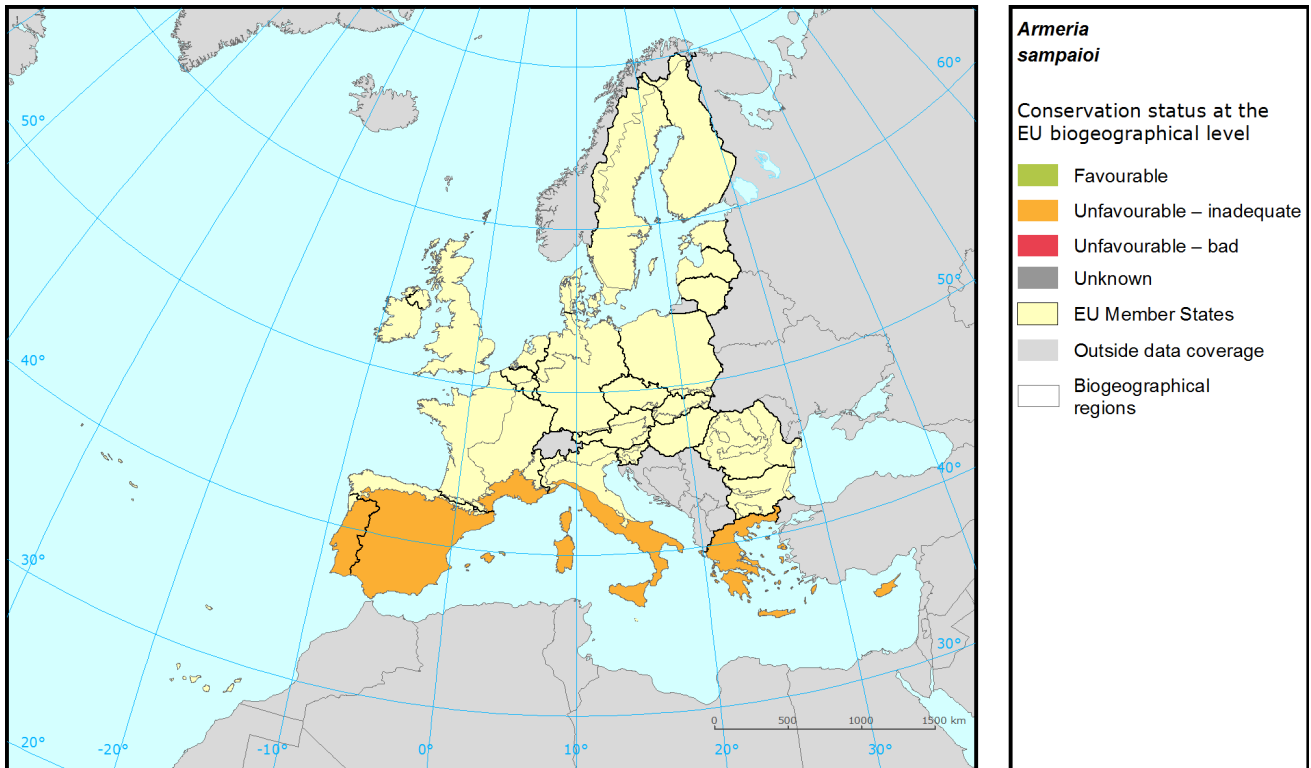 Armeria
sampaioi
Conservation status at the
EU biogeographical level
Favourable
Unfavourable – inadequate
Unfavourable – bad
Unknown
EU Member States
Outside data coverage
Biogeographical
regions
60°
50°
50°
40°
40°
30°
30°
0 500 1000 1500 km
20° -20° -10° 0° 10° 20° 30°